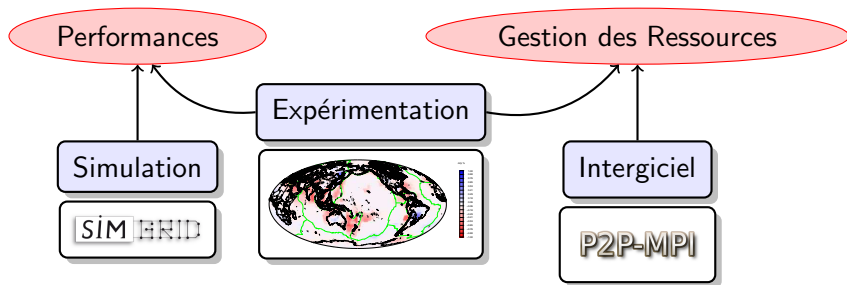 Performances
Gestion des Ressources
Expérimentation
Simulation
Intergiciel
SIMGRID
P2P-MPI